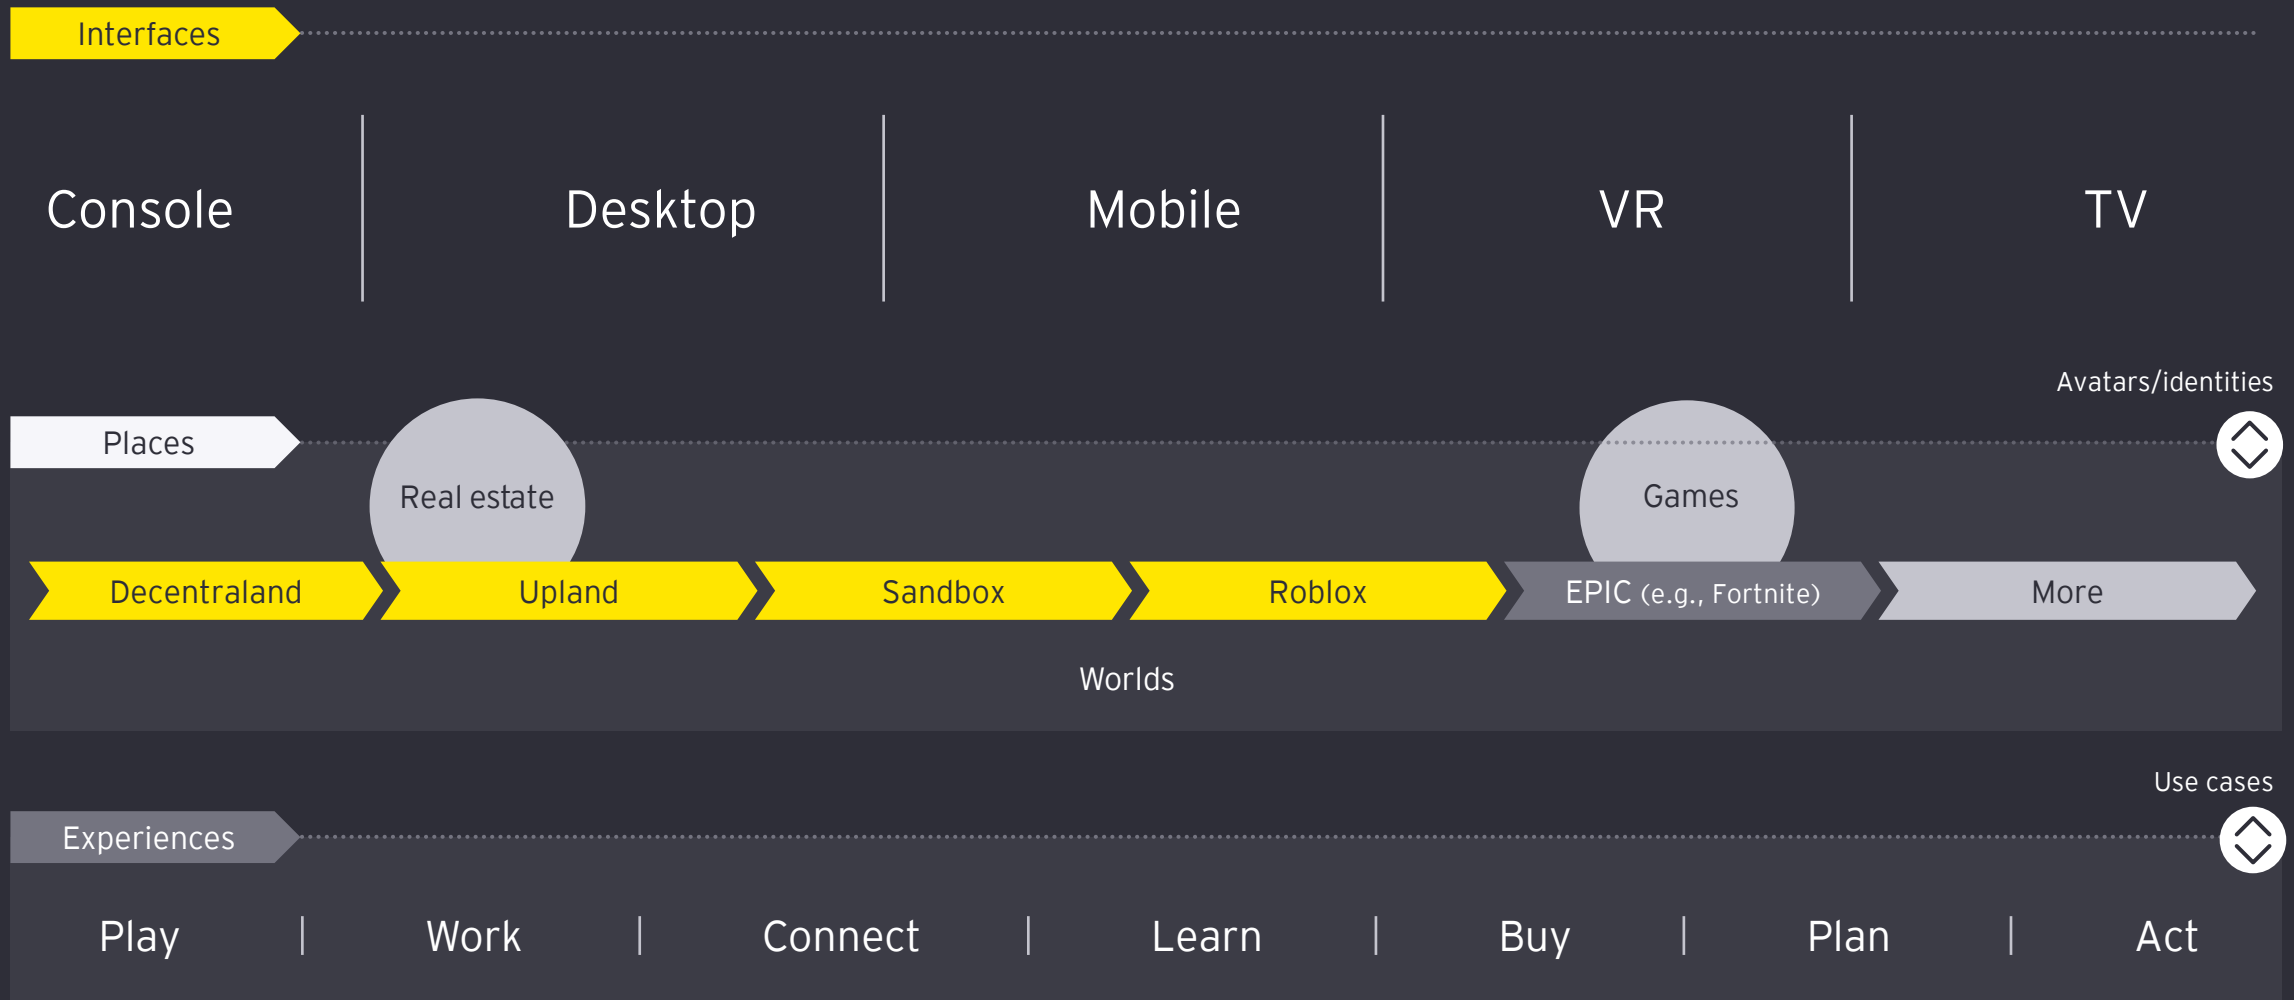 Interfaces
Console
Desktop
Mobile
VR
TV
Avatars/identities
Places
Real estate
Games
Decentraland
Upland
Sandbox
Roblox
EPIC (e.g., Fortnite)
More
Worlds
Use cases
Experiences
Play
Work
Connect
Learn
Buy
Plan
Act